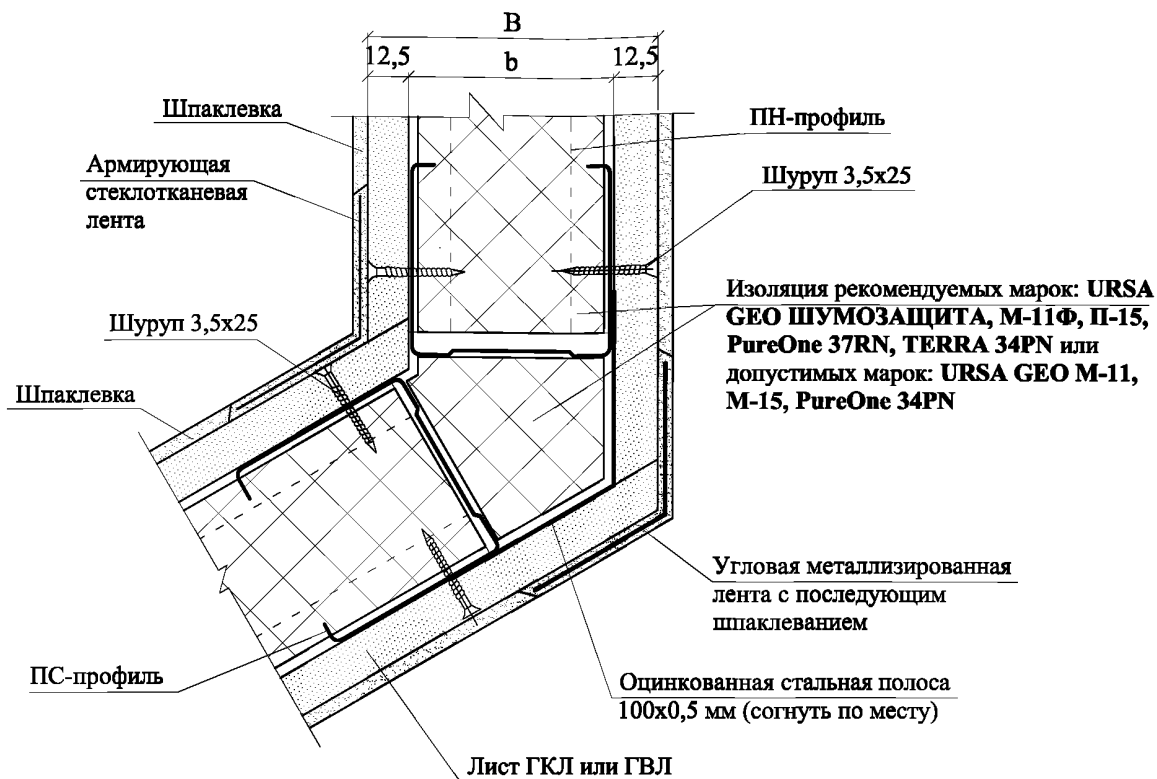 B
12,5
b
12,5
Шпаклевка
ПН-профиль
Армирующая
стеклотканевая
лента
Шуруп 3,5х25
Изоляция рекомендуемых марок: URSA
GEO ШУМОЗАЩИТА, М-11Ф, П-15,
PureOne 37RN, TERRA 34PN или
допустимых марок: URSA GEO М-11,
М-15, PureOne 34PN
Шуруп 3,5х25
Шпаклевка
Угловая металлизированная
лента с последующим
шпаклеванием
ПС-профиль
Оцинкованная стальная полоса
100х0,5 мм (согнуть по месту)
Лист ГКЛ или ГВЛ